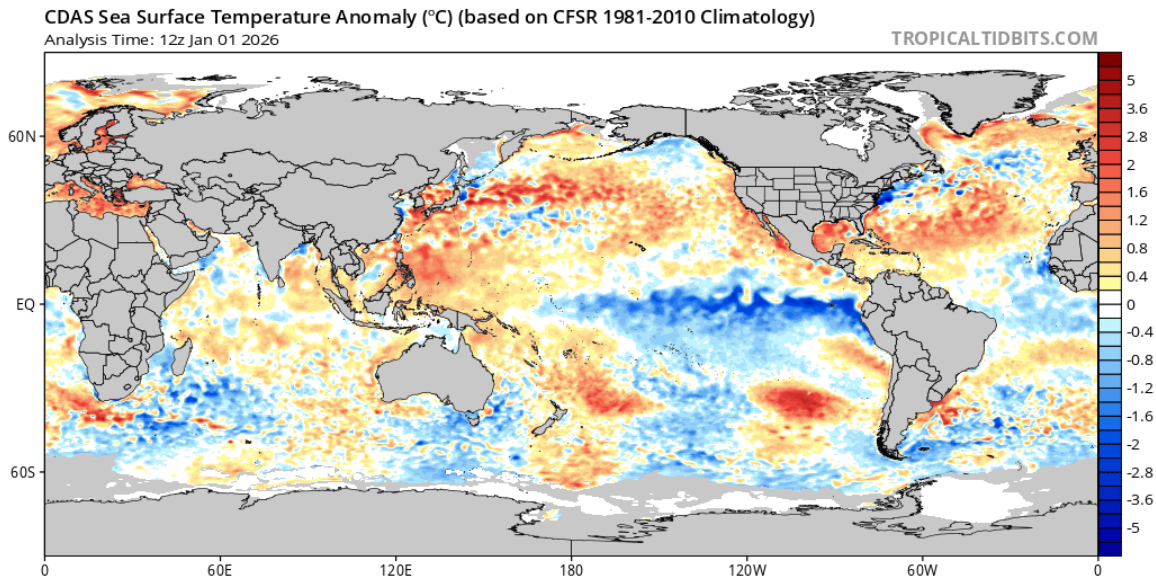 CDAS Sea Surface Temperature Anomaly (°C) (based on CFSR 1981-2010 Climatology)
Analysis Time: 12z Jan 01 2026
TROPICALTIDBITS.COM
60N
EQ
60S
0
60E
120E
180
120W
60W
0
5
3.6
2.8
2
1.6
1.2
0.8
0.4
0
-0.4
-0.8
-1.2
-1.6
-2
-2.8
-3.6
-5